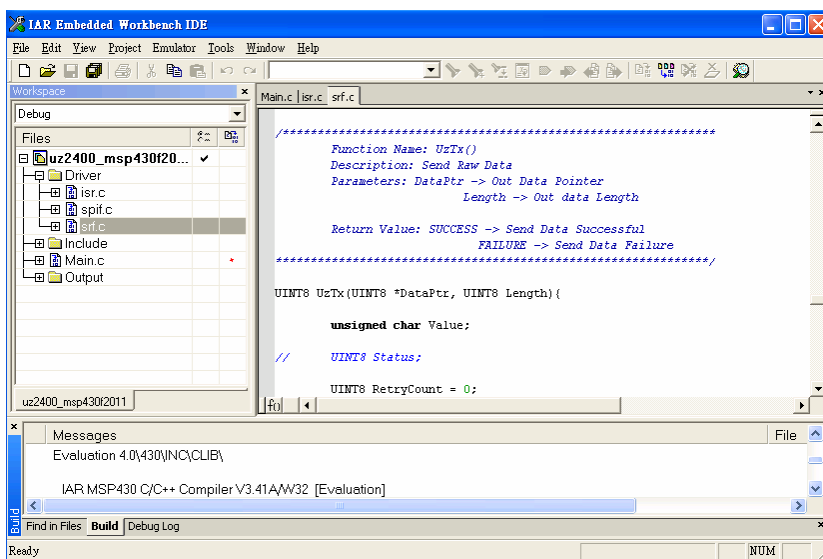 IAR Embedded Workbench IDE
File Edit View Project Emulator Tools Window Help
Workspace
Debug
Files
uz2400_msp430f20...
Driver
isr.c
spif.c
srf.c
Include
Main.c
Output
uz2400_msp430f2011
Main.c isr.c srf.c
/*****************************************************************
Function Name: UzTx()
Description: Send Raw Data
Parameters: DataPtr -> Out Data Pointer
Length -> Out data Length
Return Value: SUCCESS -> Send Data Successful
FAILURE -> Send Data Failure
******************************************************************/
UINT8 UzTx(UINT8 *DataPtr, UINT8 Length){
unsigned char Value;
// UINT8 Status;
UINT8 RetryCount = 0;
f()
Messages File
Evaluation 4.0\430\INC\CLIB\
IAR MSP430 C/C++ Compiler V3.41A/W32 [Evaluation]
Build
Find in Files Build Debug Log
Ready NUM